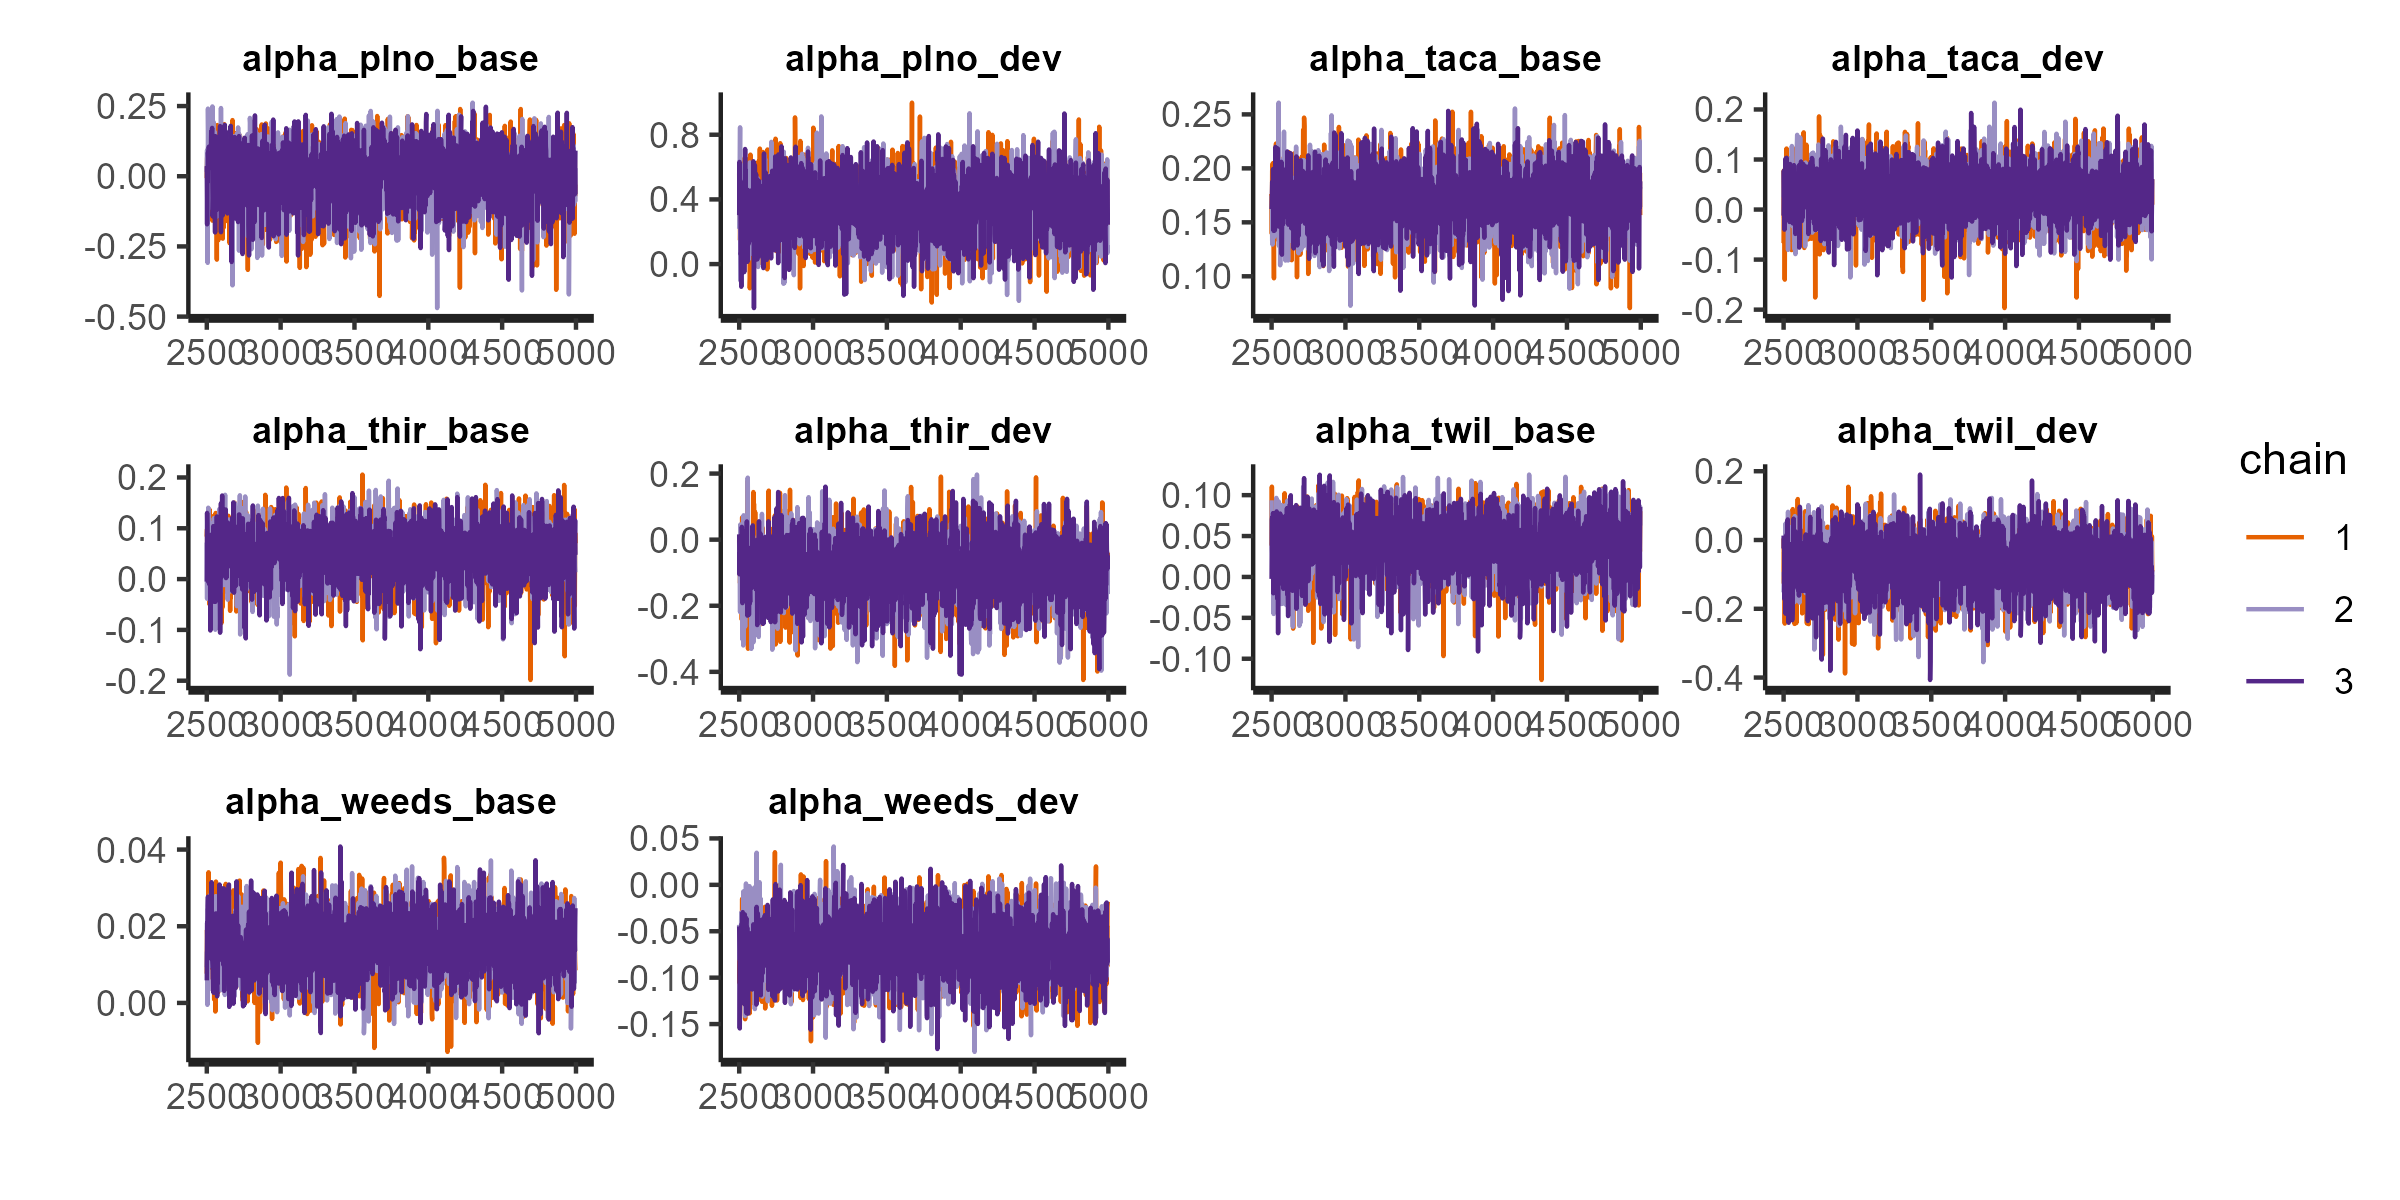 alpha_plno_base alpha_plno_dev alpha_taca_base alpha_taca_dev
0.25 0.00 -0.25 -0.50
0.8 0.4 0.0
0.25 0.20 0.15 0.10
0.2 0.1 0.0 -0.1 -0.2
2500 3000 3500 4000 4500 5000 2500 3000 3500 4000 4500 5000 2500 3000 3500 4000 4500 5000 2500 3000 3500 4000 4500 5000
alpha_thir_base alpha_thir_dev alpha_twil_base alpha_twil_dev
0.2 0.1 0.0 -0.1 -0.2
0.2 0.0 -0.2 -0.4
0.10 0.05 0.00 -0.05 -0.10
0.2 0.0 -0.2 -0.4
2500 3000 3500 4000 4500 5000 2500 3000 3500 4000 4500 5000 2500 3000 3500 4000 4500 5000 2500 3000 3500 4000 4500 5000
chain
1
2
3
alpha_weeds_base alpha_weeds_dev
0.04 0.02 0.00
0.05 0.00 -0.05 -0.10 -0.15
2500 3000 3500 4000 4500 5000 2500 3000 3500 4000 4500 5000